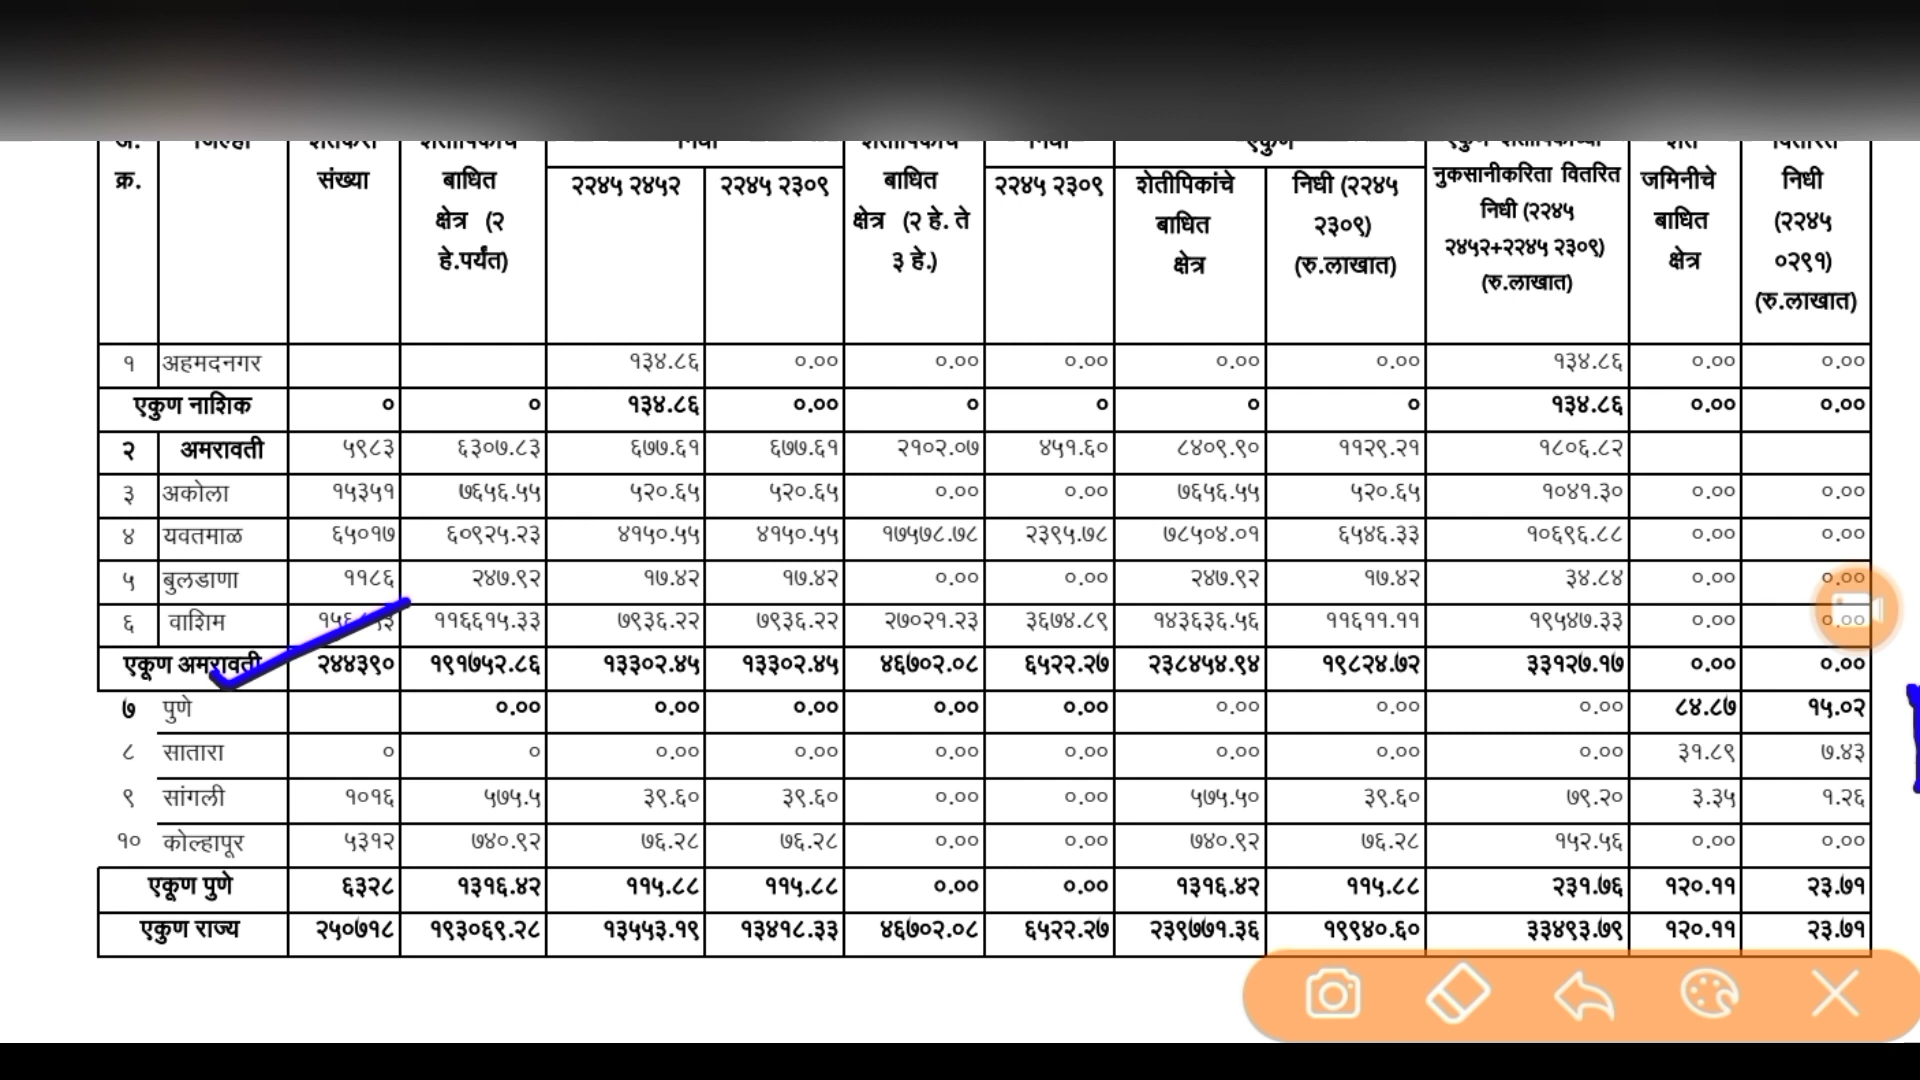 अ. जिल्हा शेतकरी शेतीपिकांचे निधी शेतीपिकांचे निधी एकुण एकुण शेतीपिकांच्या शेत वितरित
क्र. संख्या बाधित क्षेत्र (२ हे.पर्यंत) २२४५ २४५२ २२४५ २३०९ बाधित क्षेत्र (२ हे. ते ३ हे.) २२४५ २३०९ शेतीपिकांचे बाधित क्षेत्र निधी (२२४५ २३०९) (रु.लाखात) नुकसानीकरिता वितरित निधी (२२४५ २४५२+२२४५ २३०९) (रु.लाखात) जमिनीचे बाधित क्षेत्र निधी (२२४५ ०२९१) (रु.लाखात)
१ अहमदनगर १३४.८६ ०.०० ०.०० ०.०० ०.०० ०.०० १३४.८६ ०.०० ०.००
एकुण नाशिक ० ० १३४.८६ ०.०० ० ० ० ० १३४.८६ ०.०० ०.००
२ अमरावती ५९८३ ६३०७.८३ ६७७.६१ ६७७.६१ २१०२.०७ ४५१.६० ८४०९.९० ११२९.२१ १८०६.८२
३ अकोला १५३५१ ७६५६.५५ ५२०.६५ ५२०.६५ ०.०० ०.०० ७६५६.५५ ५२०.६५ १०४१.३० ०.०० ०.००
४ यवतमाळ ६५०१७ ६०९२५.२३ ४१५०.५५ ४१५०.५५ १७५७८.७८ २३९५.७८ ७८५०४.०१ ६५४६.३३ १०६९६.८८ ०.०० ०.००
५ बुलडाणा ११८६ २४७.९२ १७.४२ १७.४२ ०.०० ०.०० २४७.९२ १७.४२ ३४.८४ ०.०० ०.००
६ वाशिम ११६६१५.३३ ७९३६.२२ ७९३६.२२ २७०२१.२३ ३६७४.८९ १४३६३६.५६ ११६११.११ १९५४७.३३ ०.०० ०.००
एकूण अमरावती २४४३९० १९१७५२.८६ १३३०२.४५ १३३०२.४५ ४६७०२.०८ ६५२२.२७ २३८४५४.९४ १९८२४.७२ ३३१२७.१७ ०.०० ०.००
७ पुणे ०.०० ०.०० ०.०० ०.०० ०.०० ०.०० ०.०० ०.०० ८४.८७ १५.०२
८ सातारा ० ० ०.०० ०.०० ०.०० ०.०० ०.०० ०.०० ०.०० ३१.८९ ७.४३
९ सांगली १०१६ ५७५.५ ३९.६० ३९.६० ०.०० ०.०० ५७५.५० ३९.६० ७९.२० ३.३५ १.२६
१० कोल्हापूर ५३१२ ७४०.९२ ७६.२८ ७६.२८ ०.०० ०.०० ७४०.९२ ७६.२८ १५२.५६ ०.०० ०.००
एकूण पुणे ६३२८ १३१६.४२ ११५.८८ ११५.८८ ०.०० ०.०० १३१६.४२ ११५.८८ २३१.७६ १२०.११ २३.७१
एकुण राज्य २५०७१८ १९३०६९.२८ १३५५३.१९ १३४१८.३३ ४६७०२.०८ ६५२२.२७ २३९७७१.३६ १९९४०.६० ३३४९३.७९ १२०.११ २३.७१